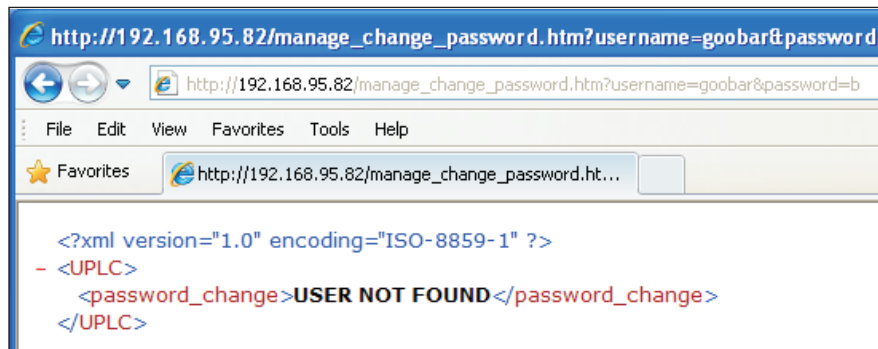 http://192.168.95.82/manage_change_password.htm?username=goobar&password
http://192.168.95.82/manage_change_password.htm?username=goobar&password=b
File Edit View Favorites Tools Help
Favorites http://192.168.95.82/manage_change_password.ht...
<?xml version="1.0" encoding="ISO-8859-1" ?>
- <UPLC>
<password_change>USER NOT FOUND</password_change>
</UPLC>